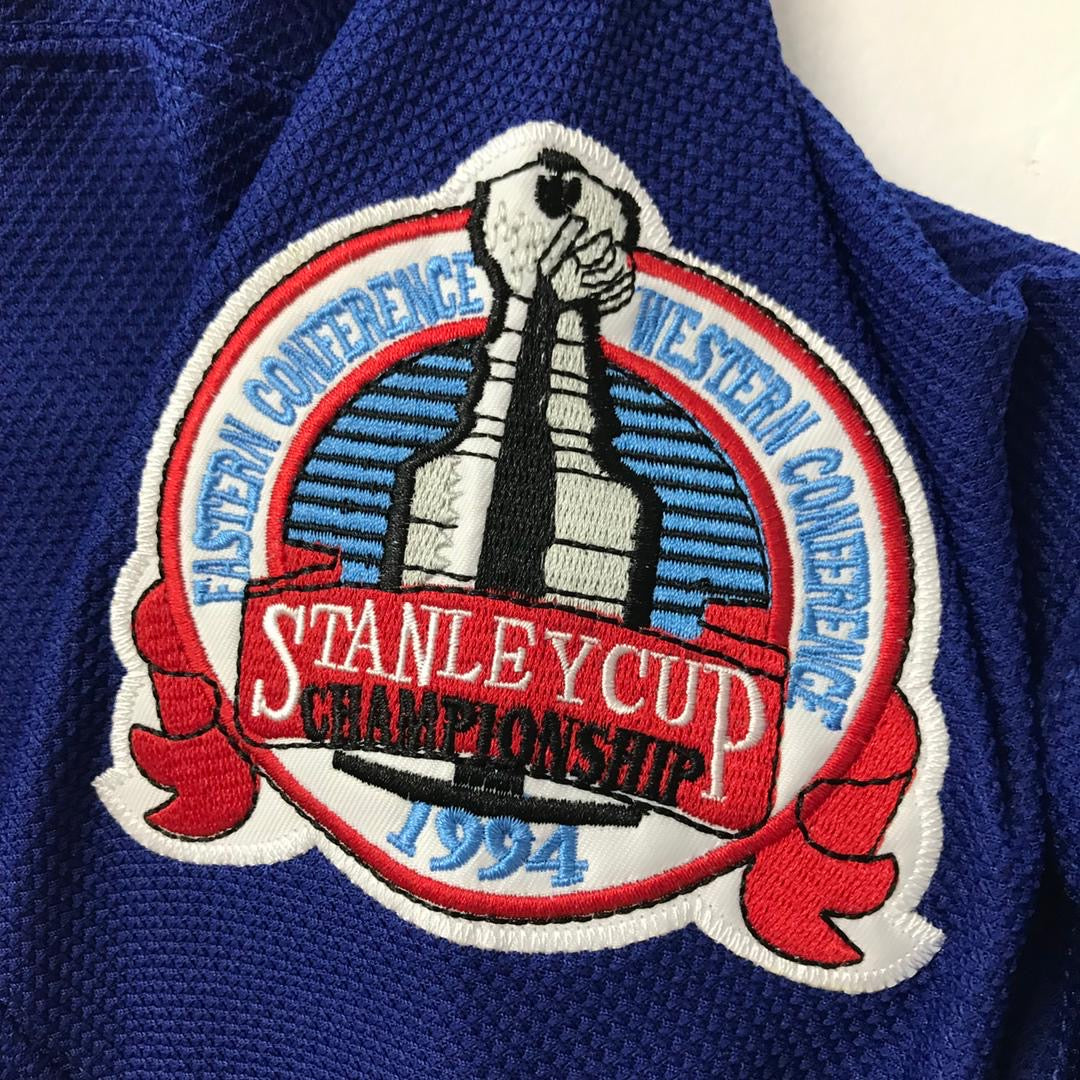 EASTERN CONFERENCE
WESTERN CONFERENCE
STANLEY CUP
CHAMPIONSHIP
1994